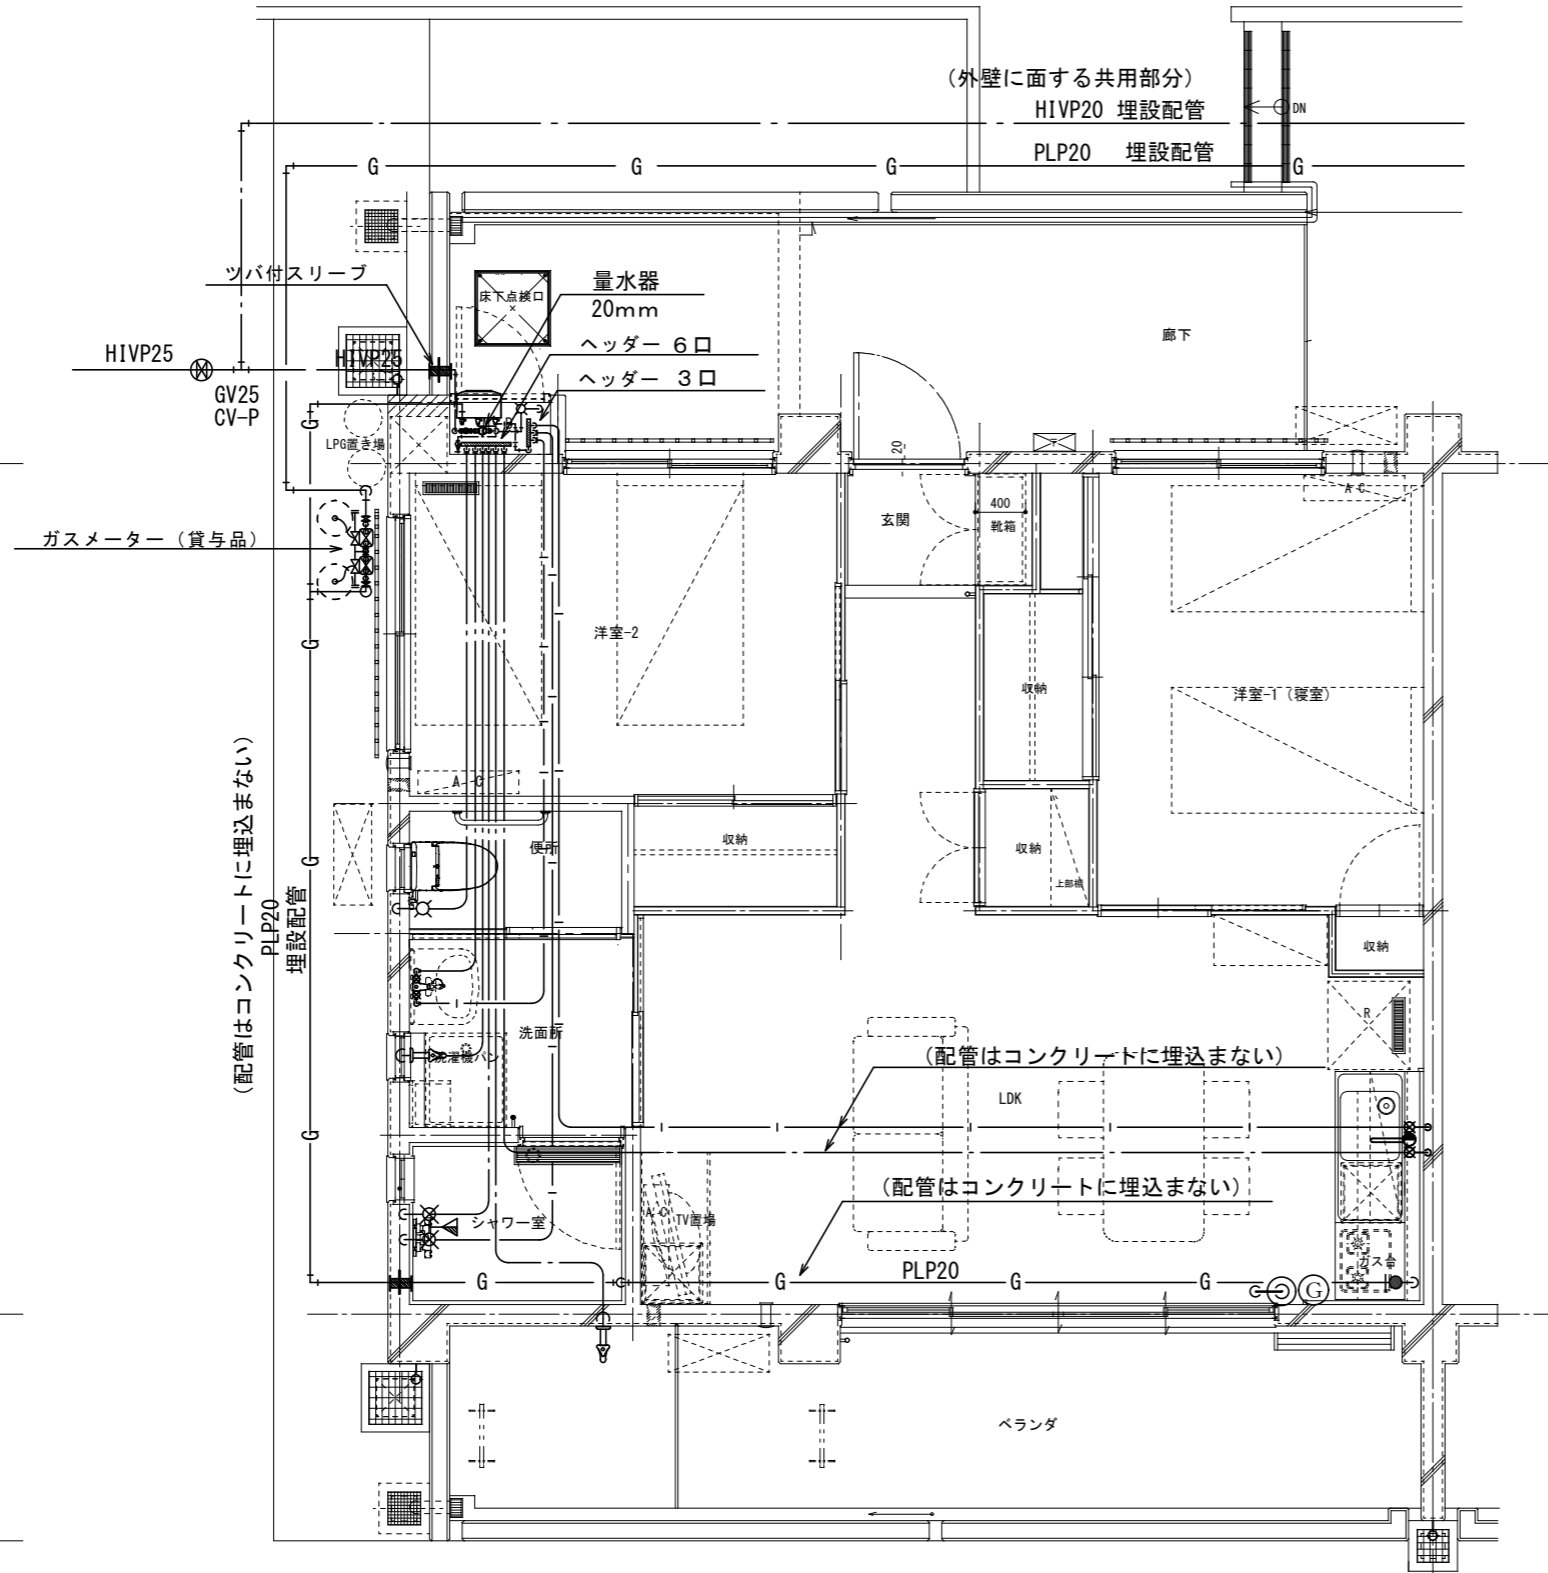 (外壁に面する共用部分)
HIVP20 埋設配管
DN
PLP20 埋設配管
G
G
G
G
ツバ付スリーブ
床下点検口
量水器
20mm
廊下
HIVP25
HIVP25
ヘッダー 6口
ヘッダー 3口
GV25
CV-P
G
LPG置き場
20
A C
400
靴箱
玄関
ガスメーター (貸与品)
G
洋室-2
収納
洋室-1 (寝室)
A C
収納
便所
収納
上部棚
G
(配管はコンクリートに埋込まない)
PLP20
埋設配管
収納
R
洗面所
洗濯機パン
(配管はコンクリートに埋込まない)
LDK
G
(配管はコンクリートに埋込まない)
シャワー室
A C
TV置場
ガス台
G
G
PLP20
G
G
G
G
ベランダ